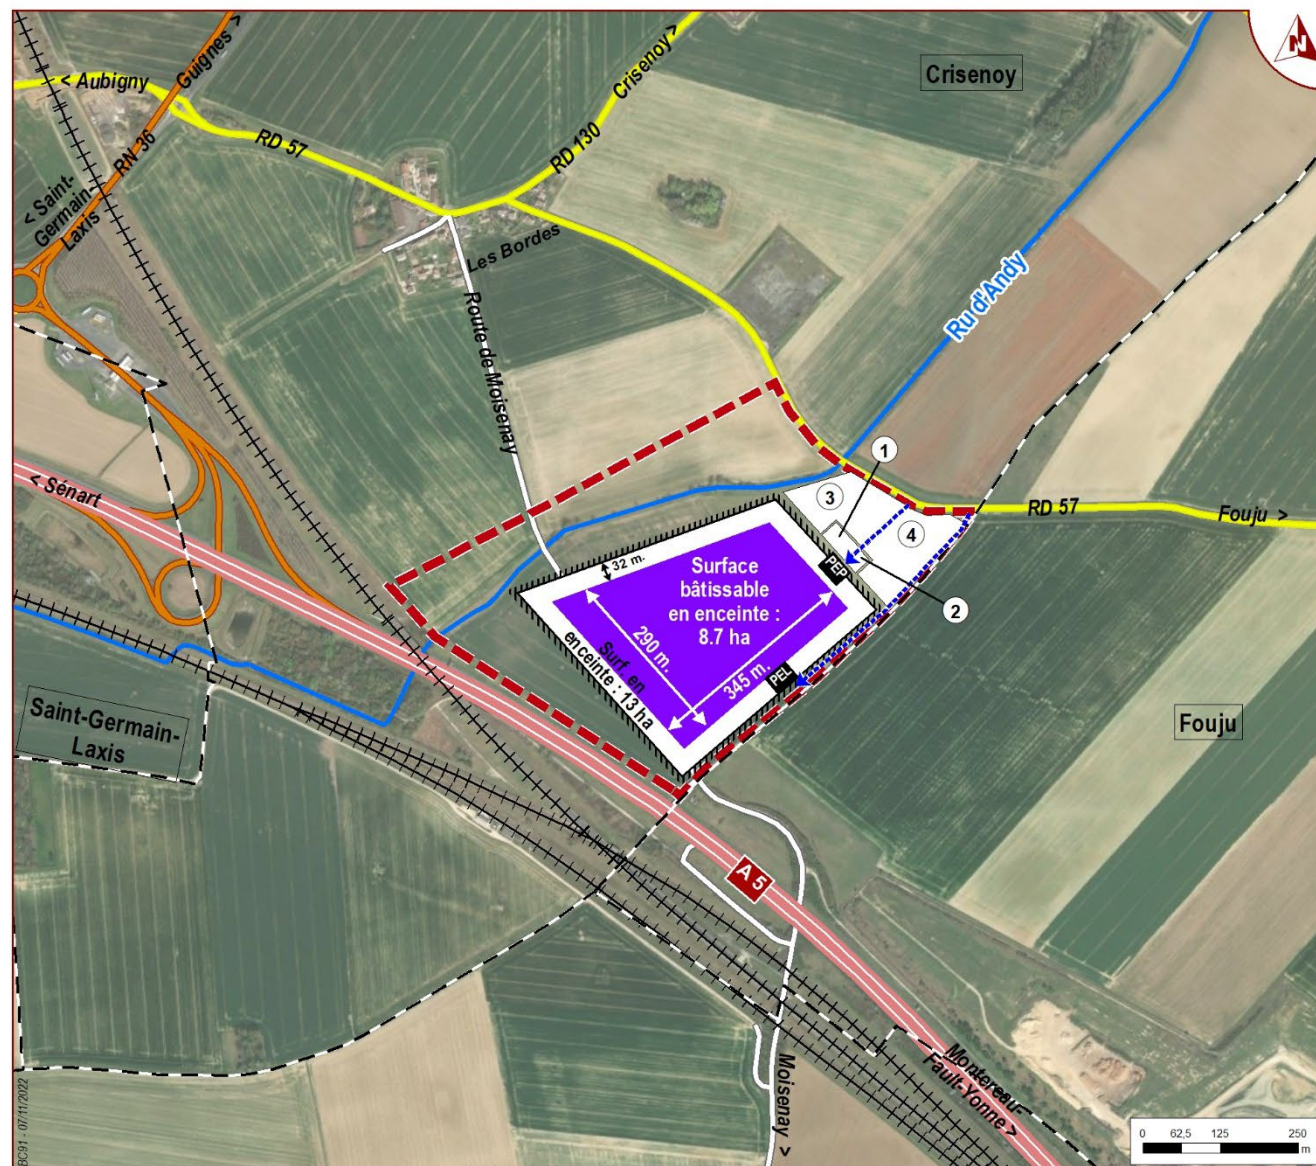 N
Crisenoy
< Aubigny
Guignes >
RN 36
< Saint-
Germain-
Laxis
RD 57
RD 130
Crisenoy >
Les Bordes
Route de Moisenay
Ru d'Andy
< Sénart
1
3
4
RD 57
Fouju >
2
32 m.
PEP
Surface
bâtissable
en enceinte :
8.7 ha
290 m.
345 m.
Surf. en
enceinte : 13 ha
PEL
Saint-Germain-
Laxis
Fouju
A 5
Montereau-
Fault-Yonne >
Moisenay >
BC91 - 07/11/2022
0 62,5 125 250
m